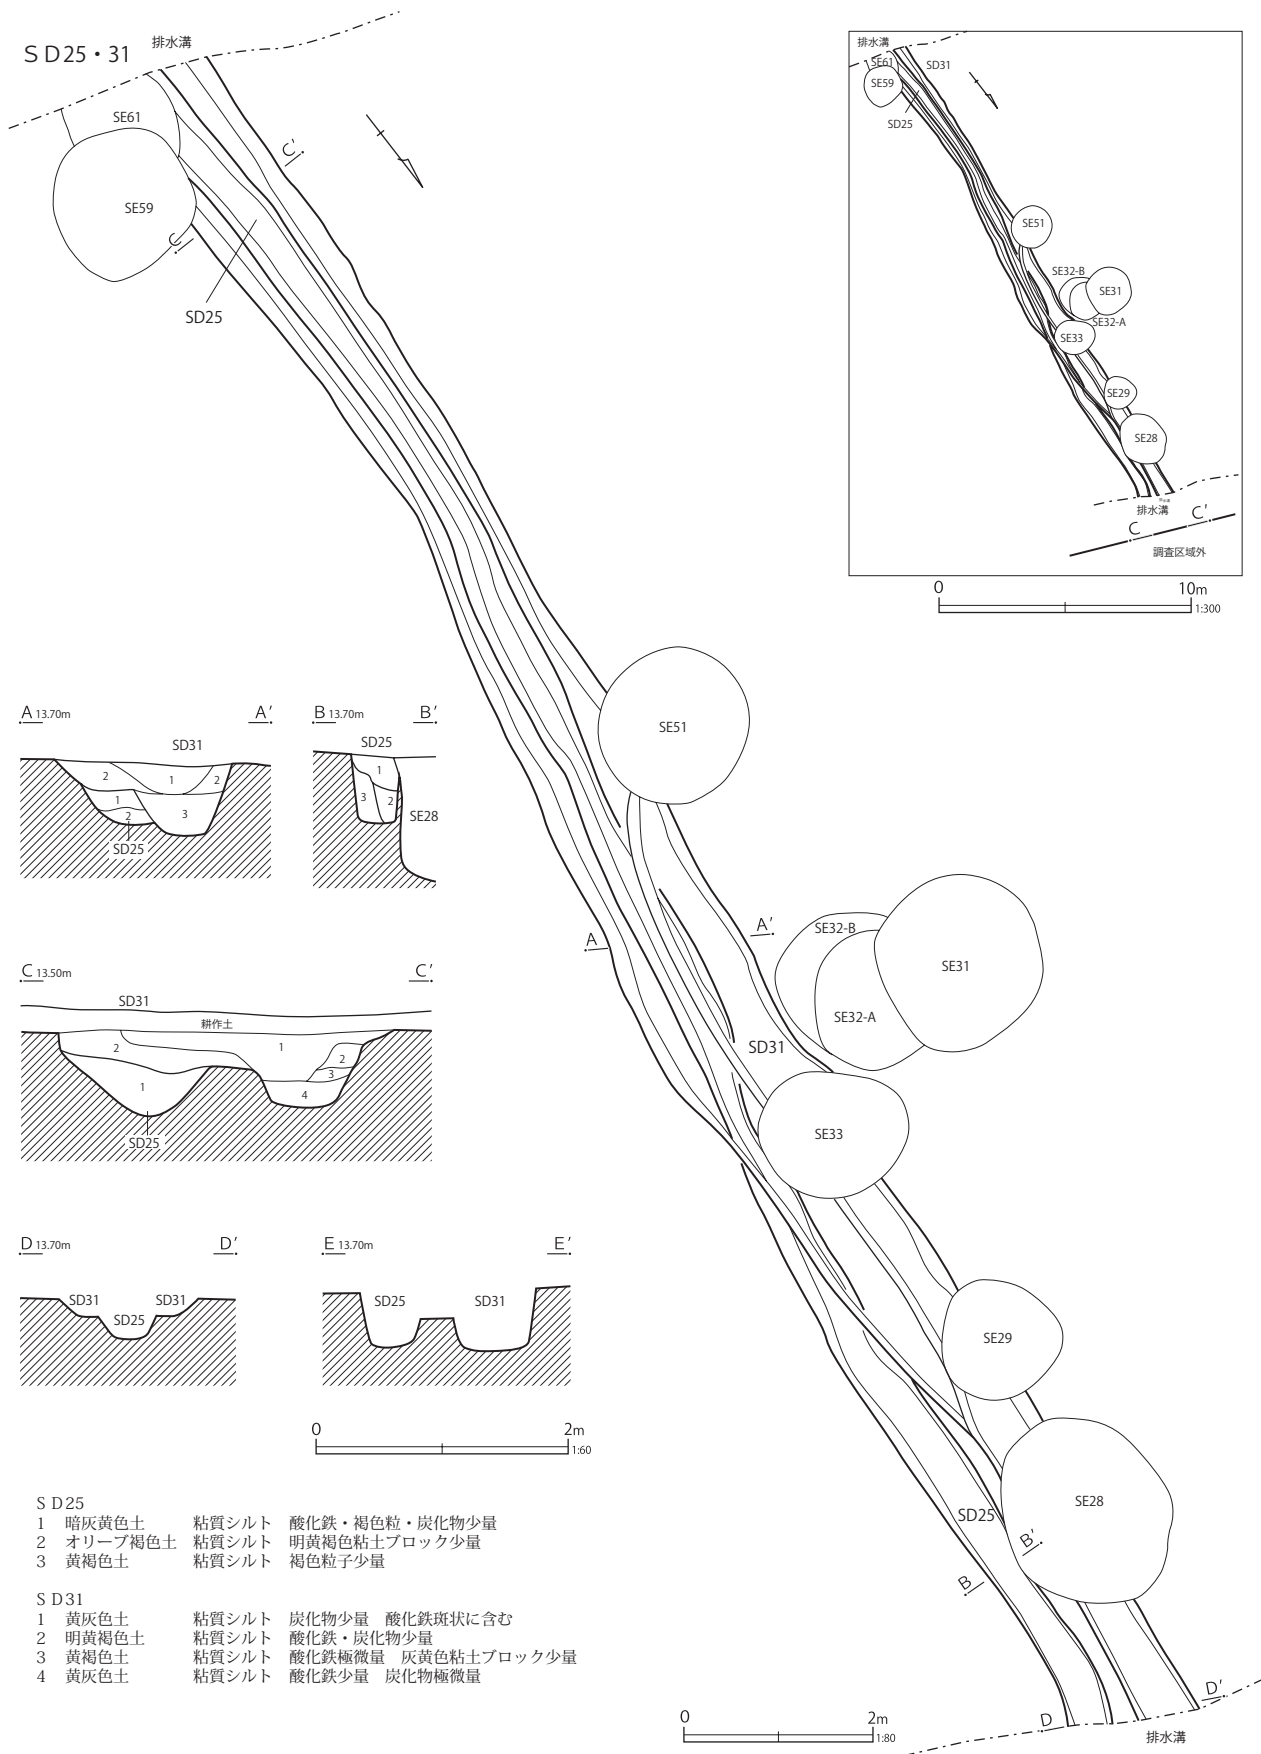 SD25・31
排水溝
SE61
SE59
C′
C
SD25
排水溝
SE61
SD31
SE59
SD25
SE51
SE32-B
SE31
SE32-A
SE33
SE29
SE28
排水溝
C
C′
調査区域外
0
10m
1:300
SE51
A
A′
SE32-B
SE31
SE32-A
SD31
SE33
SE29
SE28
SD25
B′
B
D
D′
排水溝
A 13.70m
A′
SD31
2
1
2
1
2
3
SD25
B 13.70m
B′
SD25
1
3
2
SE28
C 13.50m
C′
SD31
耕作土
2
1
1
2
3
4
SD25
D 13.70m
D′
SD31
SD31
SD25
E 13.70m
E′
SD25
SD31
0
2m
1:60
SD25
1 暗灰黄色土 粘質シルト 酸化鉄・褐色粒・炭化物少量
2 オリーブ褐色土 粘質シルト 明黄褐色粘土ブロック少量
3 黄褐色土 粘質シルト 褐色粒子少量
SD31
1 黄灰色土 粘質シルト 炭化物少量 酸化鉄斑状に含む
2 明黄褐色土 粘質シルト 酸化鉄・炭化物少量
3 黄褐色土 粘質シルト 酸化鉄極微量 灰黄色粘土ブロック少量
4 黄灰色土 粘質シルト 酸化鉄少量 炭化物極微量
0
2m
1:80